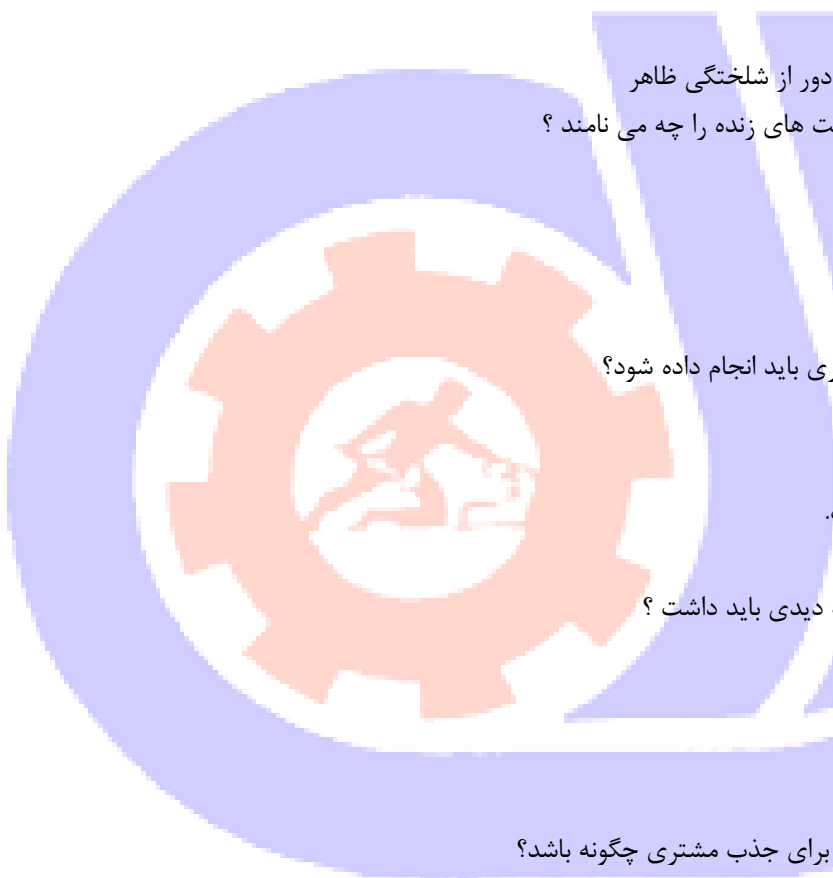 دور از شلختگی ظاهر
ت های زنده را چه می نامند ؟
ری باید انجام داده شود؟
دیدی باید داشت ؟
برای جذب مشتری چگونه باشد؟